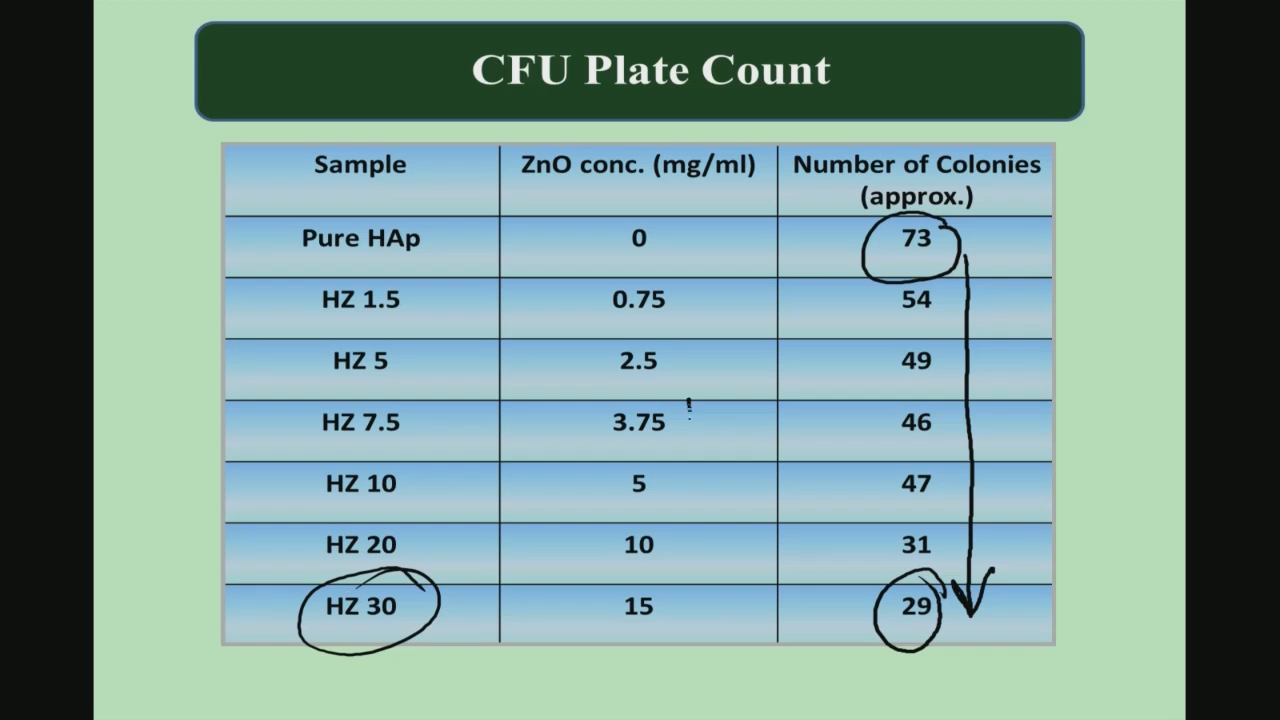 CFU Plate Count
Sample ZnO conc. (mg/ml) Number of Colonies
(approx.)
Pure HAp 0 73
HZ 1.5 0.75 54
HZ 5 2.5 49
HZ 7.5 3.75 46
HZ 10 5 47
HZ 20 10 31
HZ 30 15 29